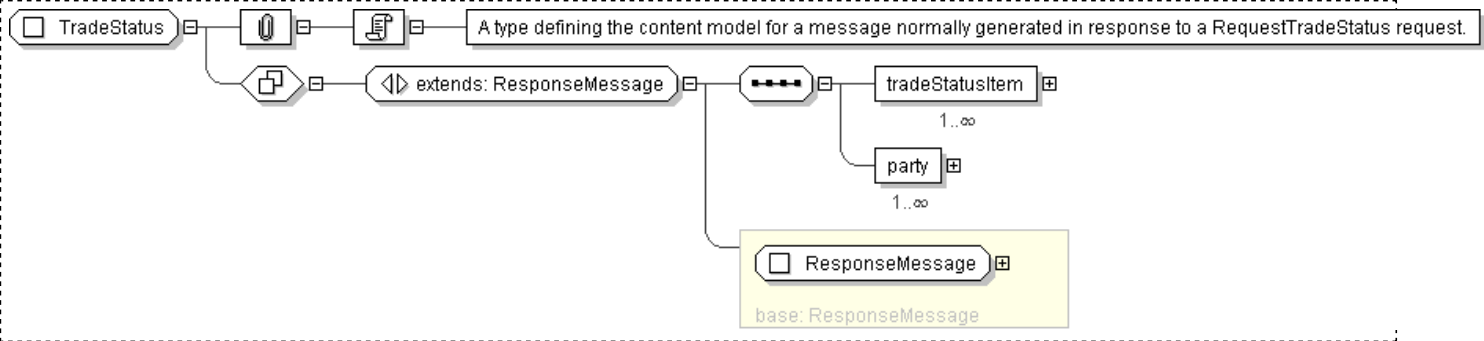 TradeStatus
A type defining the content model for a message normally generated in response to a RequestTradeStatus request.
extends: ResponseMessage
tradeStatusItem
1..∞
party
1..∞
ResponseMessage
base: ResponseMessage